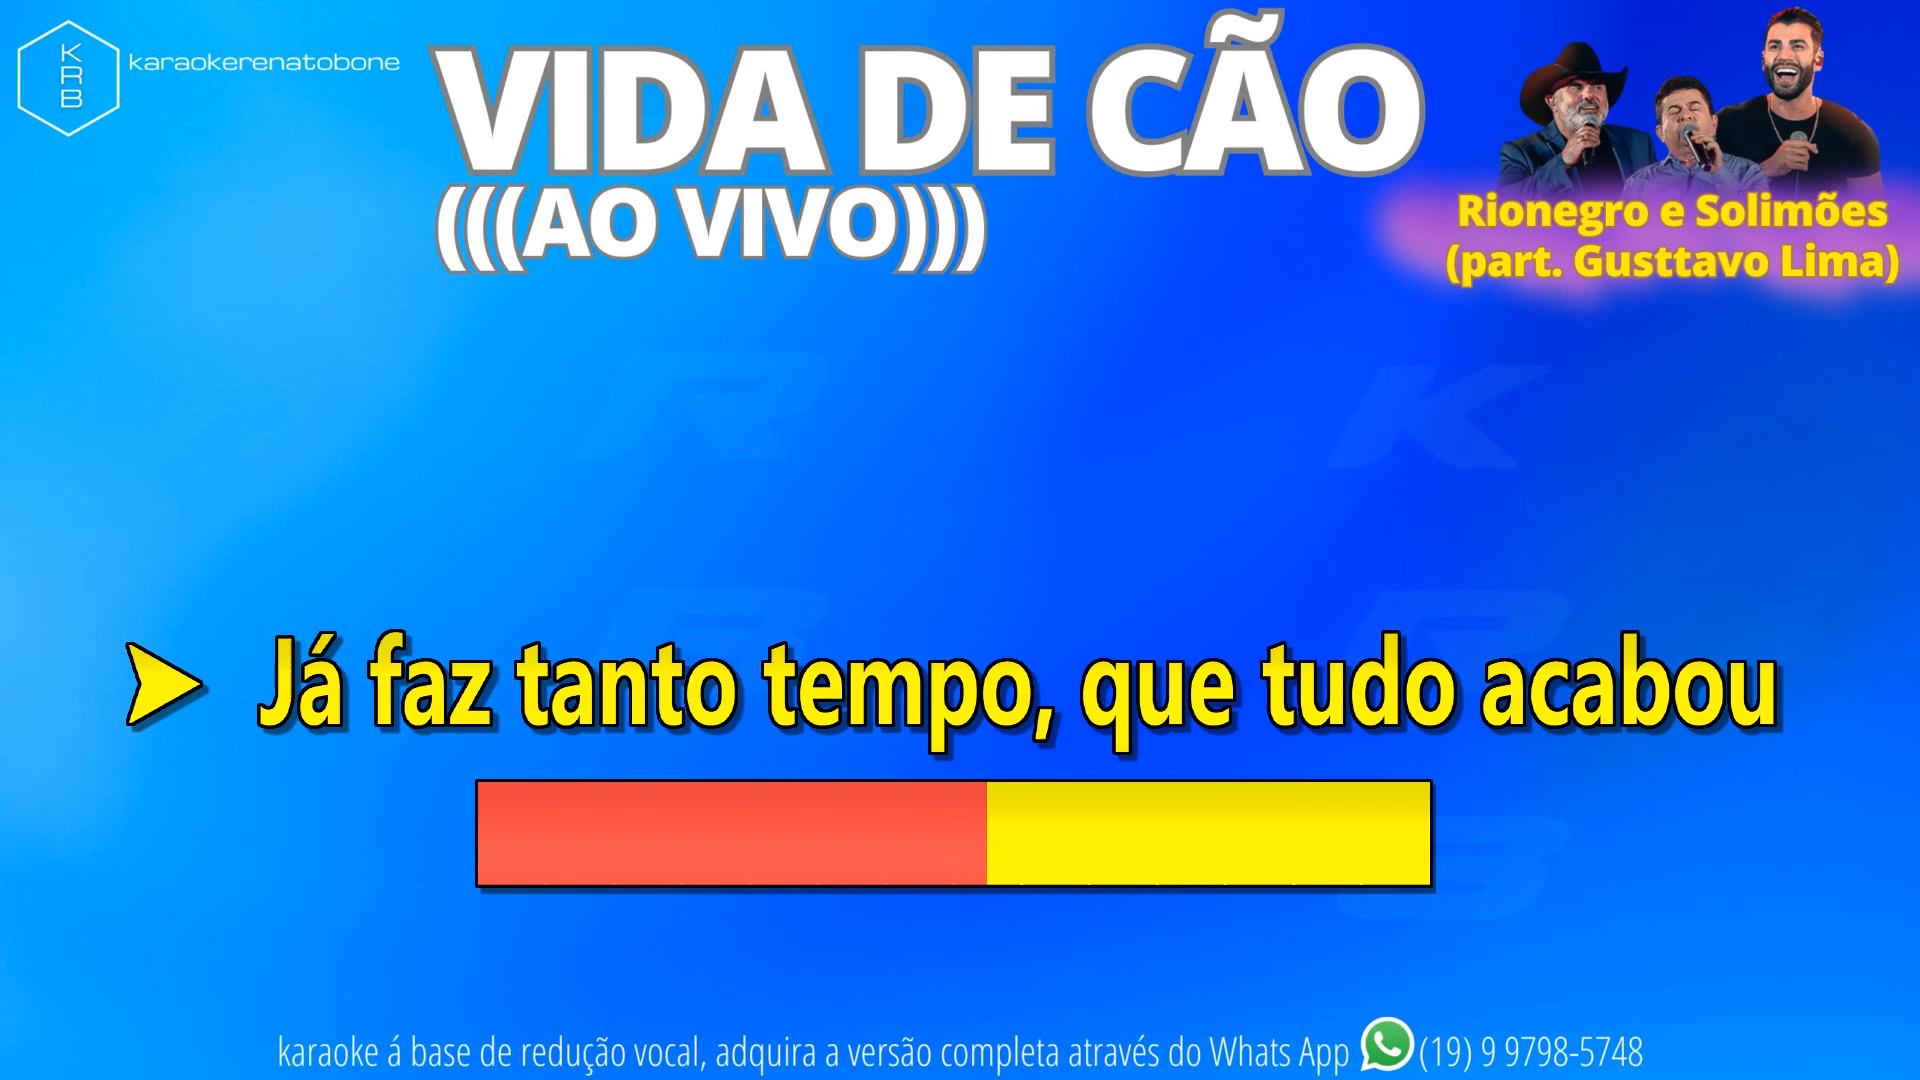 KRB
karaokerenatobone
VIDA DE CÃO
(((AO VIVO)))
Rionegro e Solimões
(part. Gusttavo Lima)
R K
R R
B
➤ Já faz tanto tempo, que tudo acabou
karaoke á base de redução vocal, adquira a versão completa através do Whats App (19) 9 9798-5748